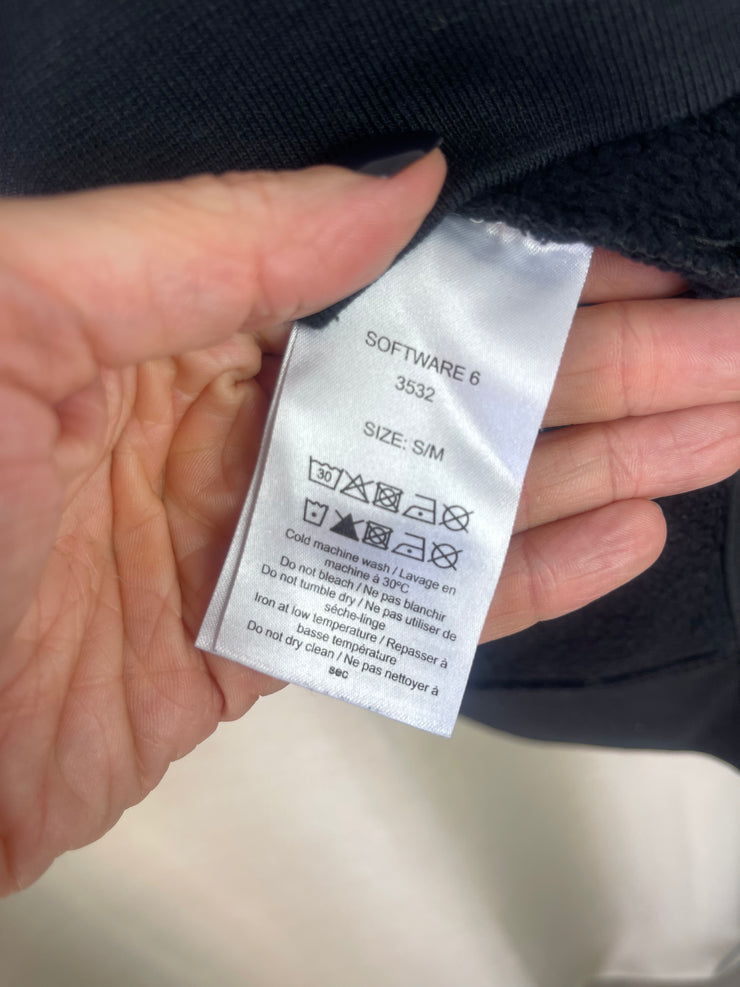 SOFTWARE 6
3532
SIZE: S/M
30
Cold machine wash / Lavage en
machine à 30ºC
Do not bleach / Ne pas blanchir
Do not tumble dry / Ne pas utiliser de
séche-linge
Iron at low temperature / Repasser à
basse température
Do not dry clean / Ne pas nettoyer à
sec